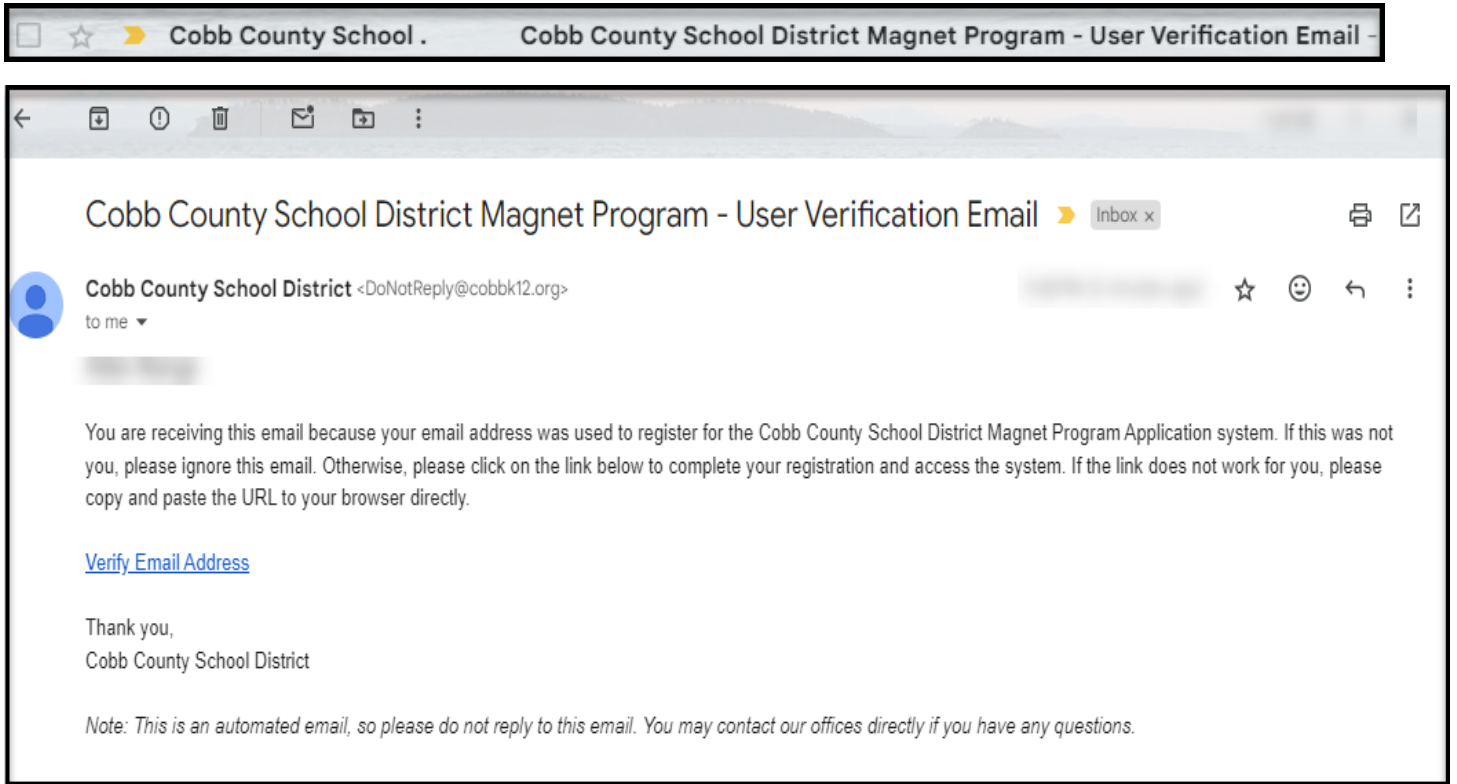 Cobb County School . Cobb County School District Magnet Program - User Verification Email -
Cobb County School District Magnet Program - User Verification Email Inbox x
Cobb County School District <DoNotReply@cobbk12.org>
to me
You are receiving this email because your email address was used to register for the Cobb County School District Magnet Program Application system. If this was not
you, please ignore this email. Otherwise, please click on the link below to complete your registration and access the system. If the link does not work for you, please
copy and paste the URL to your browser directly.
Verify Email Address
Thank you,
Cobb County School District
Note: This is an automated email, so please do not reply to this email. You may contact our offices directly if you have any questions.